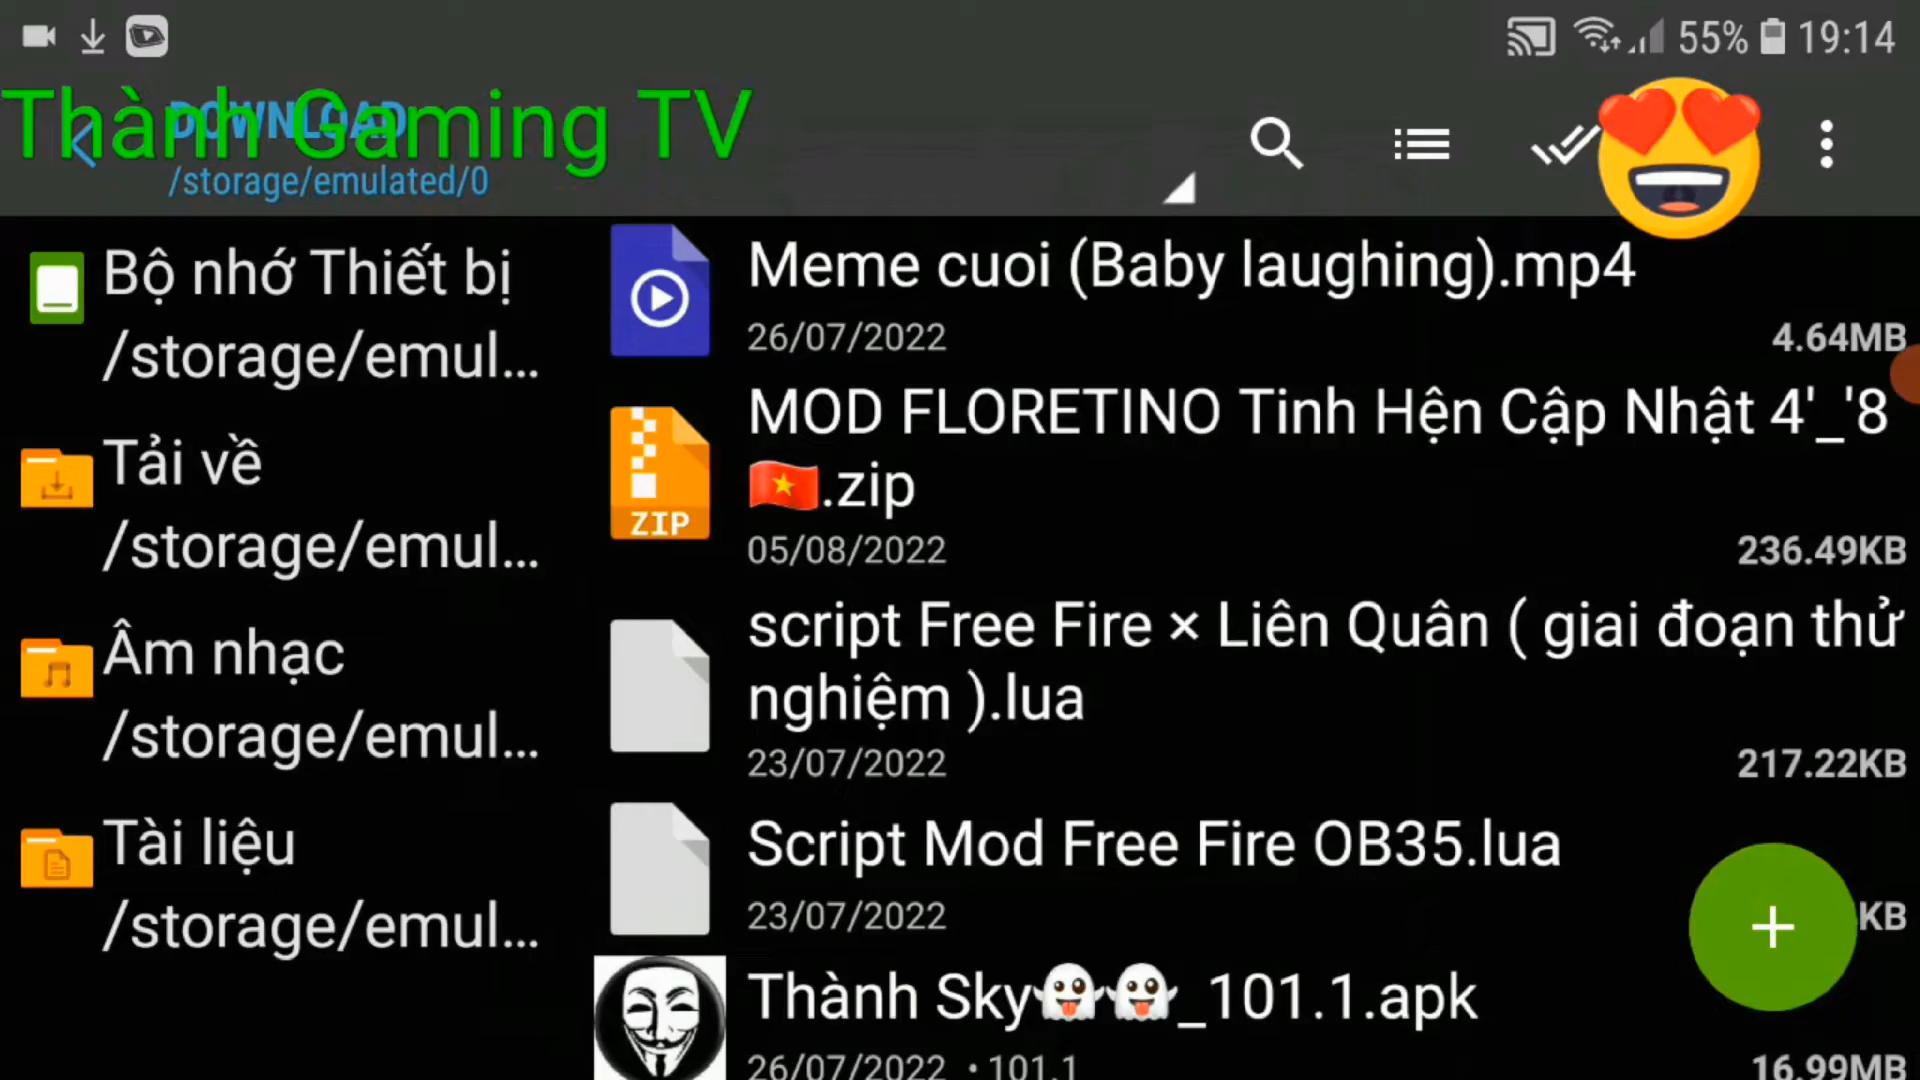 55% 19:14
Thành Gaming TV
DOWNLOAD
/storage/emulated/0
Bộ nhớ Thiết bị
/storage/emul...
Tải về
/storage/emul...
Âm nhạc
/storage/emul...
Tài liệu
/storage/emul...
Meme cuoi (Baby laughing).mp4
26/07/2022 4.64MB
MOD FLORETINO Tinh Hện Cập Nhật 4'_'8
🇻🇳.zip
ZIP
05/08/2022 236.49KB
script Free Fire × Liên Quân ( giai đoạn thử
nghiệm ).lua
23/07/2022 217.22KB
Script Mod Free Fire OB35.lua
23/07/2022 KB
Thành Sky👻👻_101.1.apk
26/07/2022 • 101.1 16.99MB